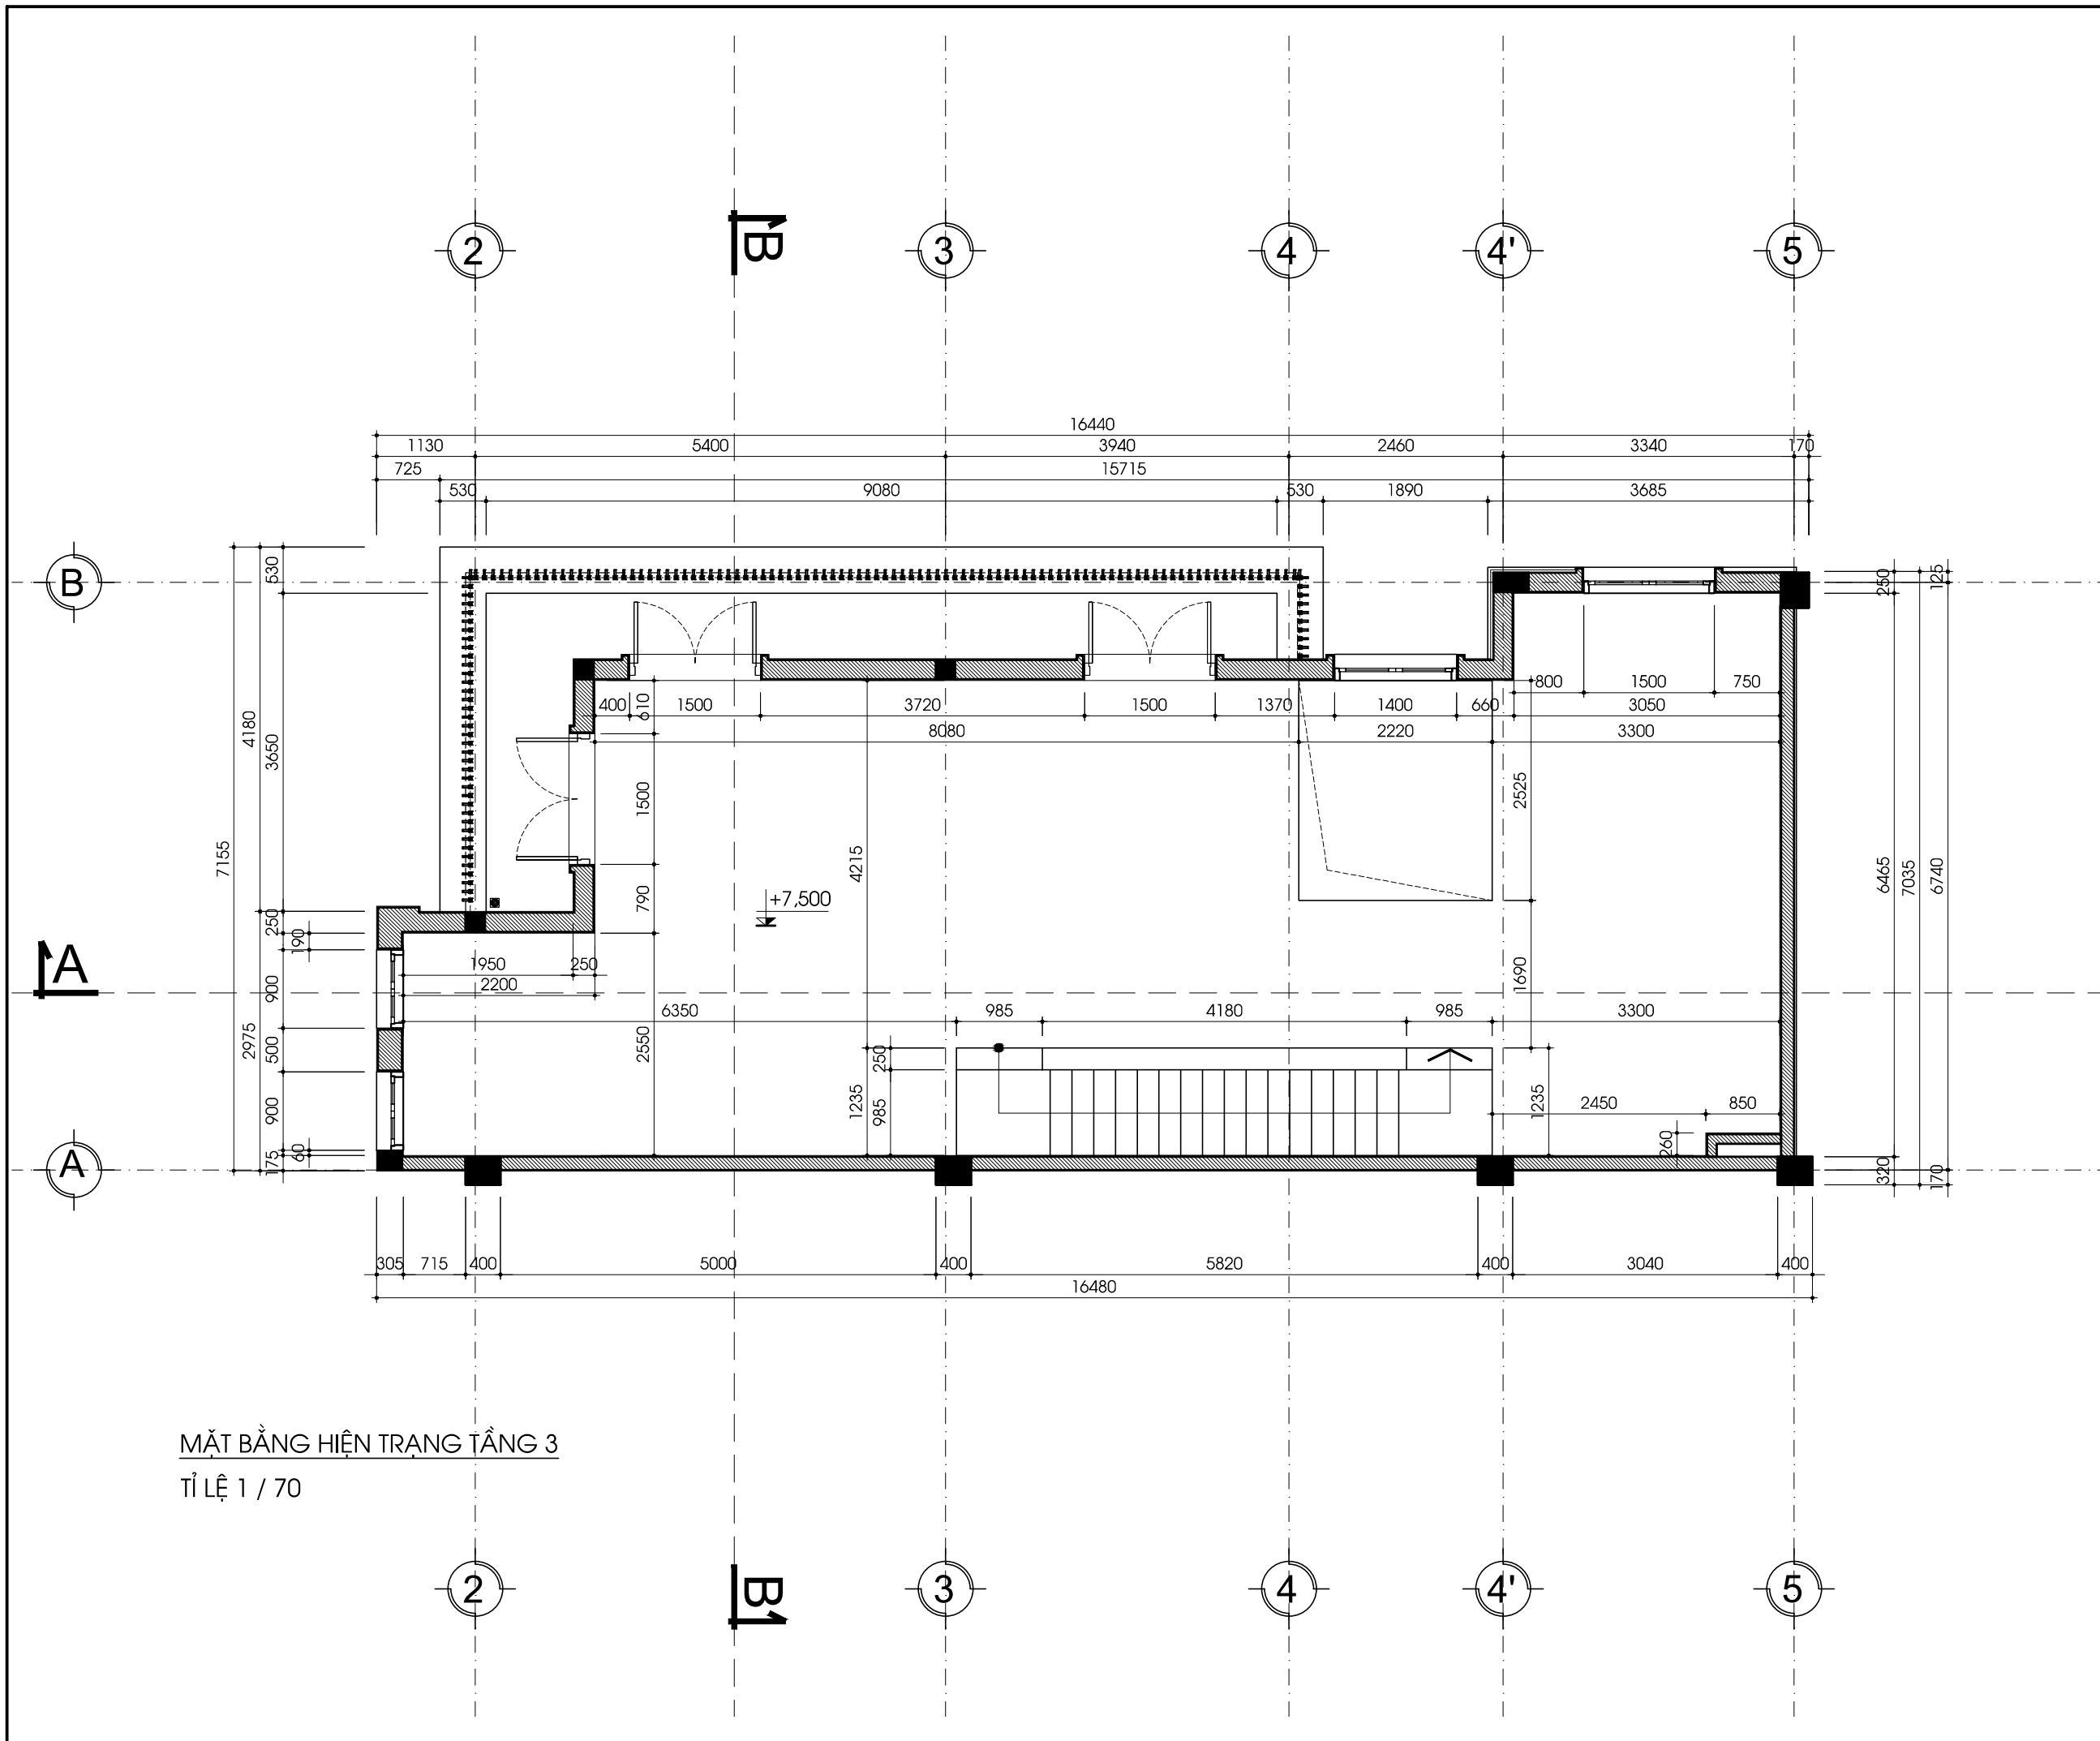 2 B 3 4 4' 5
16440
1130 5400 3940 2460 3340 170
725 15715
530 9080 530 1890 3685
B
530
250
125
800 1500 750
400 610 1500 3720 1500 1370 1400 660 3050
8080 2220 3300
4180
3650
1500
2525
7155
4215
6465
7035
6740
790
+7,500
250
190
A
1950 250
2200
900
1690
6350 985 4180 985 3300
2975
500
2550
250
1235
985
1235
2450 850
900
260
A
175
60
320
170
305 715 400 5000 400 5820 400 3040 400
16480
MẶT BẰNG HIỆN TRẠNG TẦNG 3
TỈ LỆ 1 / 70
2 B 3 4 4' 5